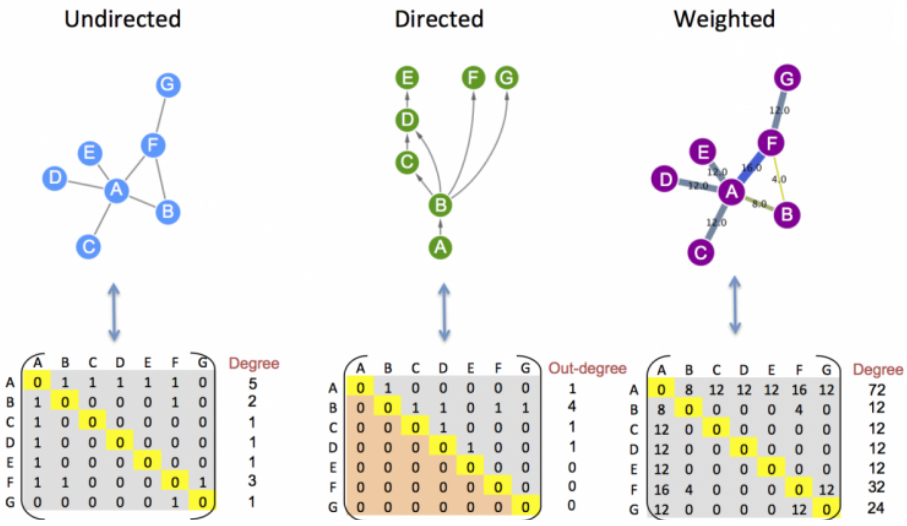 Undirected
Directed
Weighted
G
E
F
D
A
B
C
E
F
G
D
C
B
A
G
12.0
F
E
16.0
4.0
D
12.0
12.0
A
8.0
B
12.0
C
A B C D E F G Degree
A 0 1 1 1 1 1 0 5
B 1 0 0 0 0 1 0 2
C 1 0 0 0 0 0 0 1
D 1 0 0 0 0 0 0 1
E 1 0 0 0 0 0 0 1
F 1 1 0 0 0 0 1 3
G 0 0 0 0 0 1 0 1
A B C D E F G Out-degree
A 0 1 0 0 0 0 0 1
B 0 0 1 1 0 1 1 4
C 0 0 0 1 0 0 0 1
D 0 0 0 0 1 0 0 1
E 0 0 0 0 0 0 0 0
F 0 0 0 0 0 0 0 0
G 0 0 0 0 0 0 0 0
A B C D E F G Degree
A 0 8 12 12 12 16 12 72
B 8 0 0 0 0 4 0 12
C 12 0 0 0 0 0 0 12
D 12 0 0 0 0 0 0 12
E 12 0 0 0 0 0 0 12
F 16 4 0 0 0 0 12 32
G 12 0 0 0 0 12 0 24